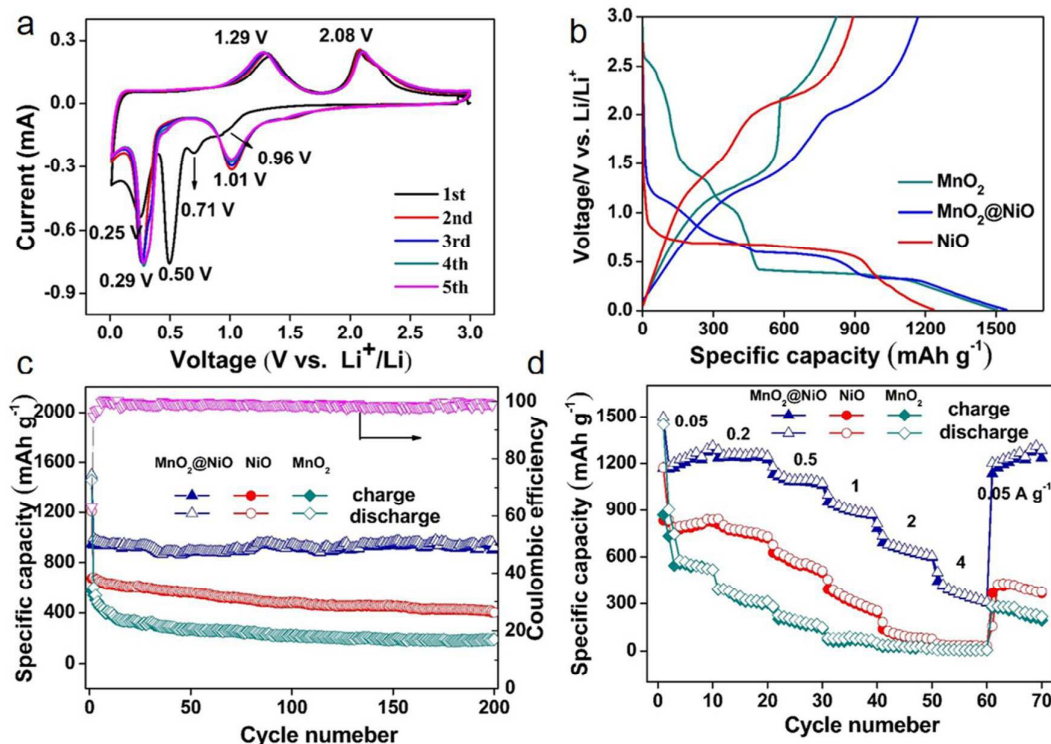 a
Current (mA)
0.3
0.0
-0.3
-0.6
-0.9
1.29 V
2.08 V
0.96 V
1.01 V
0.71 V
0.25 V
0.29 V
0.50 V
1st
2nd
3rd
4th
5th
0.0 0.5 1.0 1.5 2.0 2.5 3.0
Voltage (V vs. Li⁺/Li)
b
Voltage/V vs. Li/Li⁺
3.0
2.5
2.0
1.5
1.0
0.5
0.0
MnO₂
MnO₂@NiO
NiO
0 300 600 900 1200 1500
Specific capacity (mAh g⁻¹)
c
Specific capacity (mAh g⁻¹)
2000
1600
1200
800
400
0
MnO₂@NiO NiO MnO₂
charge
discharge
100
80
60
40
20
0
Coulombic efficiency
0 50 100 150 200
Cycle numeber
d
Specific capacity (mAh g⁻¹)
1500
1200
900
600
300
0
MnO₂@NiO NiO MnO₂
charge
discharge
0.05
0.2
0.5
1
2
4
0.05 A g⁻¹
0 10 20 30 40 50 60 70
Cycle numeber